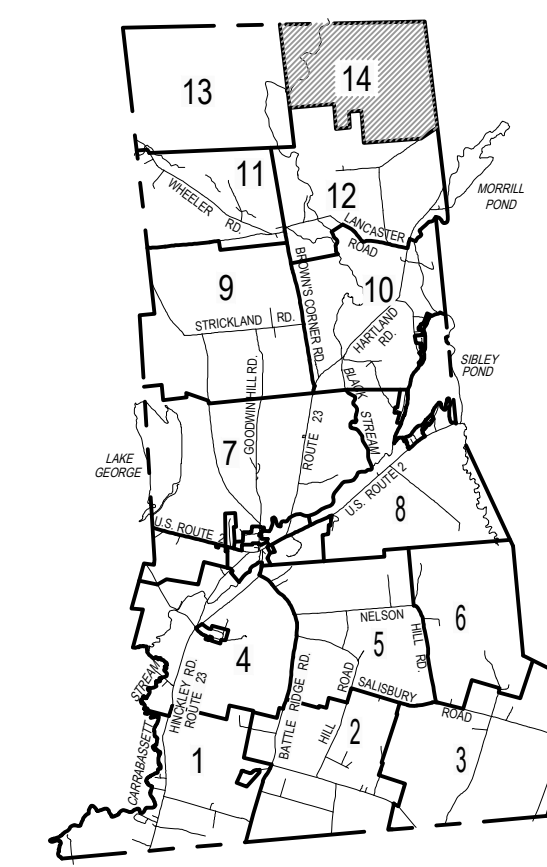 14
13
11
MORRILL
POND
WHEELER
RD.
12
LANCASTER
ROAD
BROWN'S CORNER RD.
9
10
STRICKLAND RD.
HARTLAND
RD.
SIBLEY
POND
GOODWIN HILL RD.
BLACK STREAM
ROUTE 23
LAKE
GEORGE
7
U.S. ROUTE 2
U.S. ROUTE 2
8
NELSON
HILL RD.
6
5
4
STREAM
HINCKLEY RD.
ROUTE 23
BATTLE RIDGE RD.
ROAD
SALISBURY
ROAD
HILL
2
CARRABASSETT
1
3